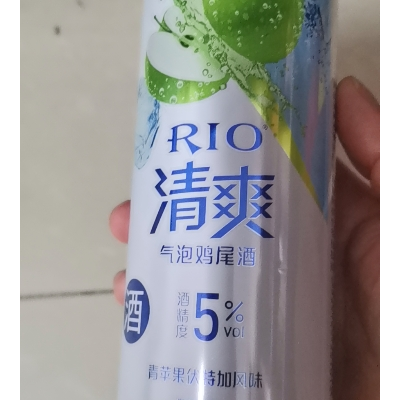 RIO
清爽
气泡鸡尾酒
酒
酒精度 5%vol
青苹果伏特加风味